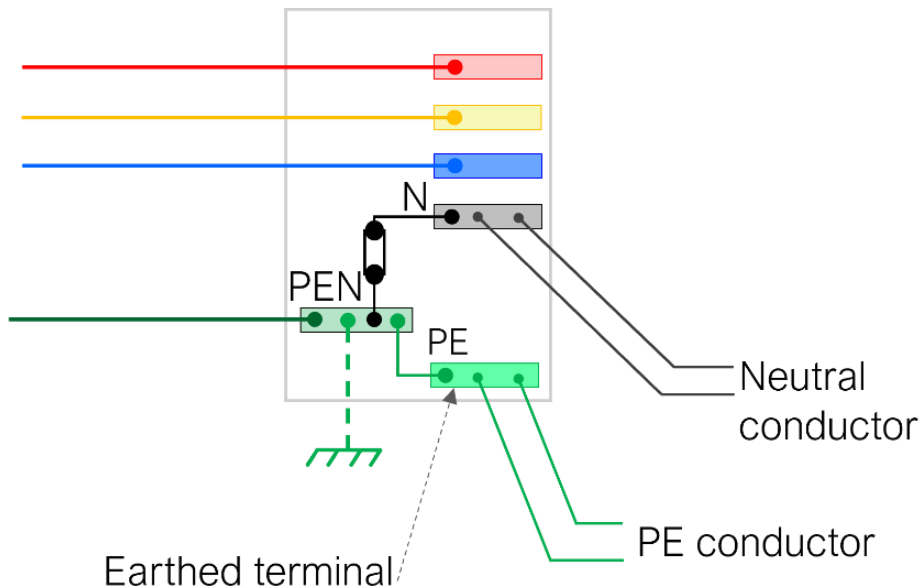 N
PEN
PE
Neutral
conductor
PE conductor
Earthed terminal